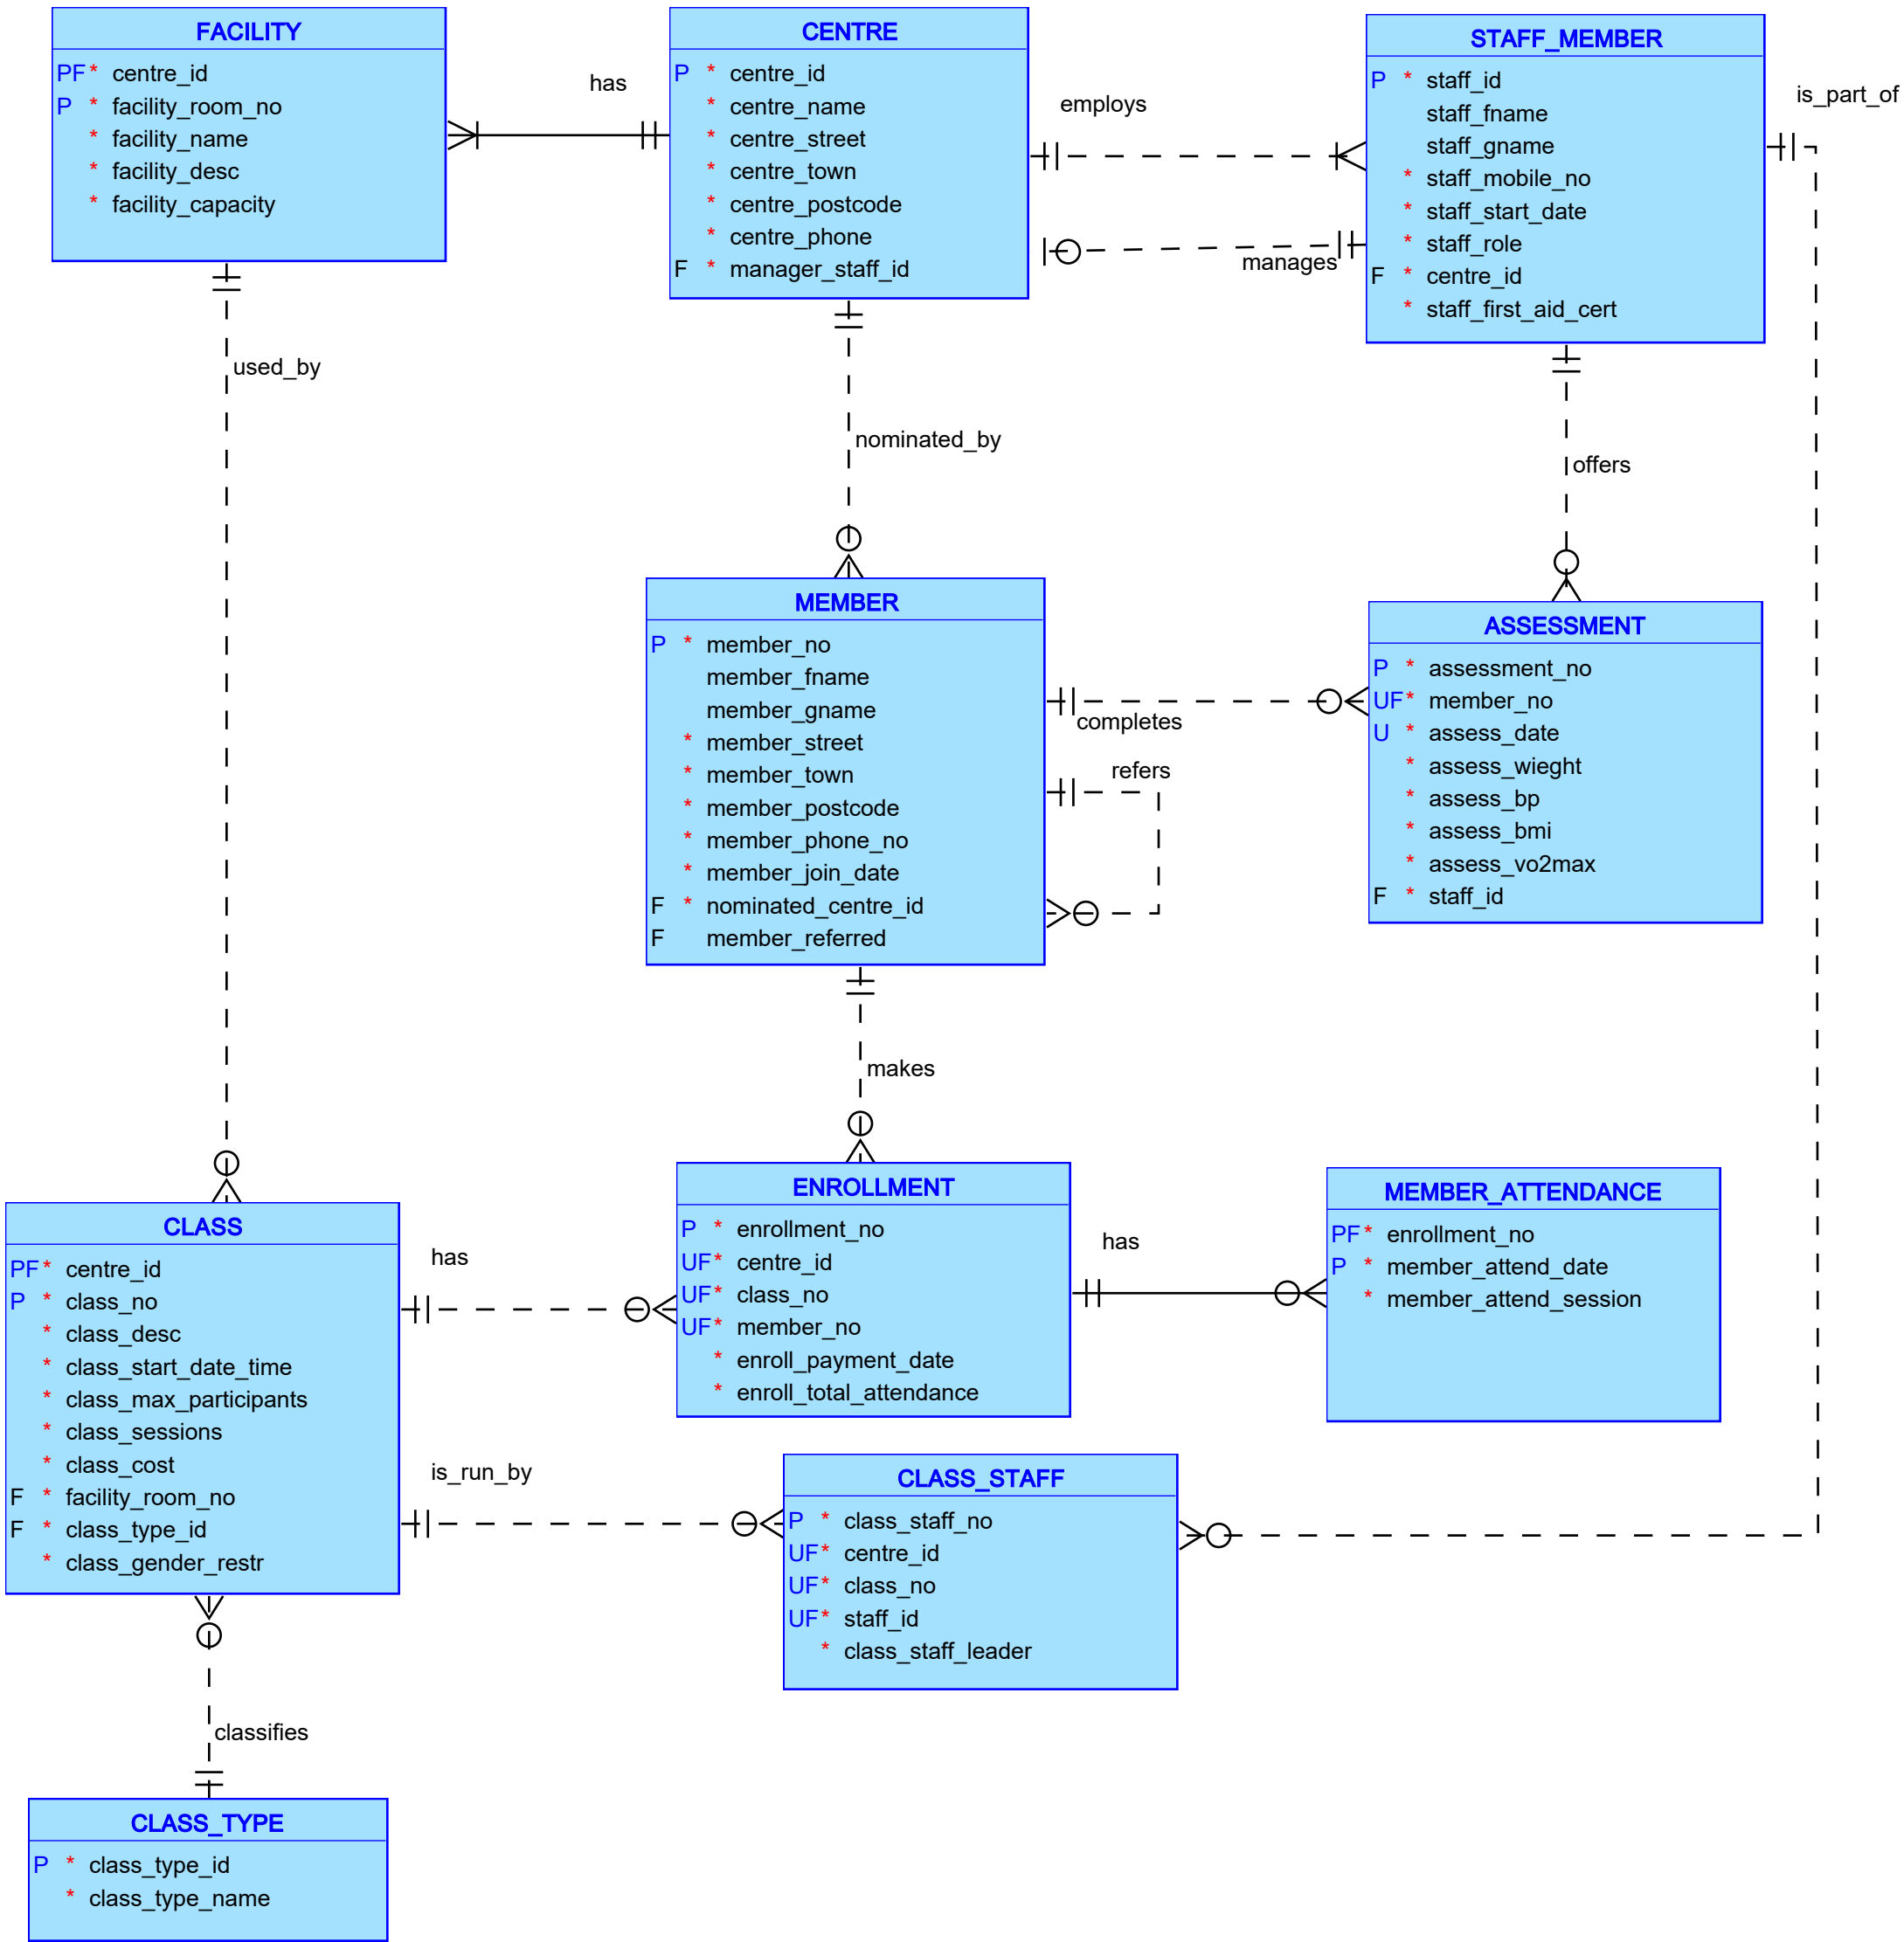 FACILITY
PF* centre_id
P * facility_room_no
* facility_name
* facility_desc
* facility_capacity
has
CENTRE
P * centre_id
* centre_name
* centre_street
* centre_town
* centre_postcode
* centre_phone
F * manager_staff_id
employs
manages
STAFF_MEMBER
P * staff_id
staff_fname
staff_gname
* staff_mobile_no
* staff_start_date
* staff_role
F * centre_id
* staff_first_aid_cert
is_part_of
used_by
nominated_by
offers
MEMBER
P * member_no
member_fname
member_gname
* member_street
* member_town
* member_postcode
* member_phone_no
* member_join_date
F * nominated_centre_id
F member_referred
completes
refers
ASSESSMENT
P * assessment_no
UF* member_no
U * assess_date
* assess_wieght
* assess_bp
* assess_bmi
* assess_vo2max
F * staff_id
makes
CLASS
PF* centre_id
P * class_no
* class_desc
* class_start_date_time
* class_max_participants
* class_sessions
* class_cost
F * facility_room_no
F * class_type_id
* class_gender_restr
has
ENROLLMENT
P * enrollment_no
UF* centre_id
UF* class_no
UF* member_no
* enroll_payment_date
* enroll_total_attendance
has
MEMBER_ATTENDANCE
PF* enrollment_no
P * member_attend_date
* member_attend_session
is_run_by
CLASS_STAFF
P * class_staff_no
UF* centre_id
UF* class_no
UF* staff_id
* class_staff_leader
classifies
CLASS_TYPE
P * class_type_id
* class_type_name